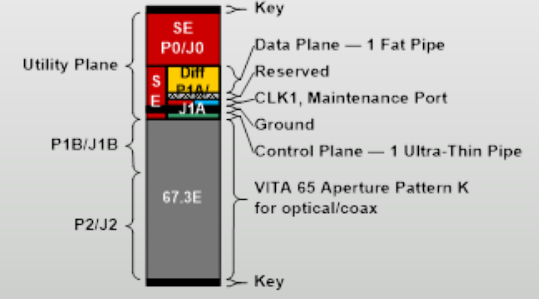 Key
SE
P0/J0
Utility Plane
Data Plane — 1 Fat Pipe
Diff
P1A/
J1A
S
E
Reserved
CLK1, Maintenance Port
Ground
Control Plane — 1 Ultra-Thin Pipe
P1B/J1B
67.3E
VITA 65 Aperture Pattern K
for optical/coax
P2/J2
Key